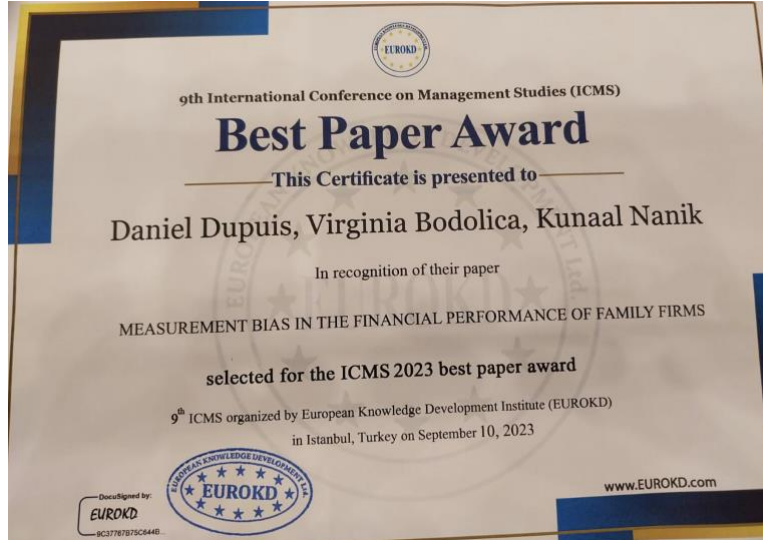 EUROKD
9th International Conference on Management Studies (ICMS)
Best Paper Award
This Certificate is presented to
Daniel Dupuis, Virginia Bodolica, Kunaal Nanik
In recognition of their paper
MEASUREMENT BIAS IN THE FINANCIAL PERFORMANCE OF FAMILY FIRMS
selected for the ICMS 2023 best paper award
9th ICMS organized by European Knowledge Development Institute (EUROKD)
in Istanbul, Turkey on September 10, 2023
EUROPEAN KNOWLEDGE DEVELOPMENT Ltd.
EUROKD
www.EUROKD.com
DocuSigned by:
EUROKD
9C37767B75C644B...